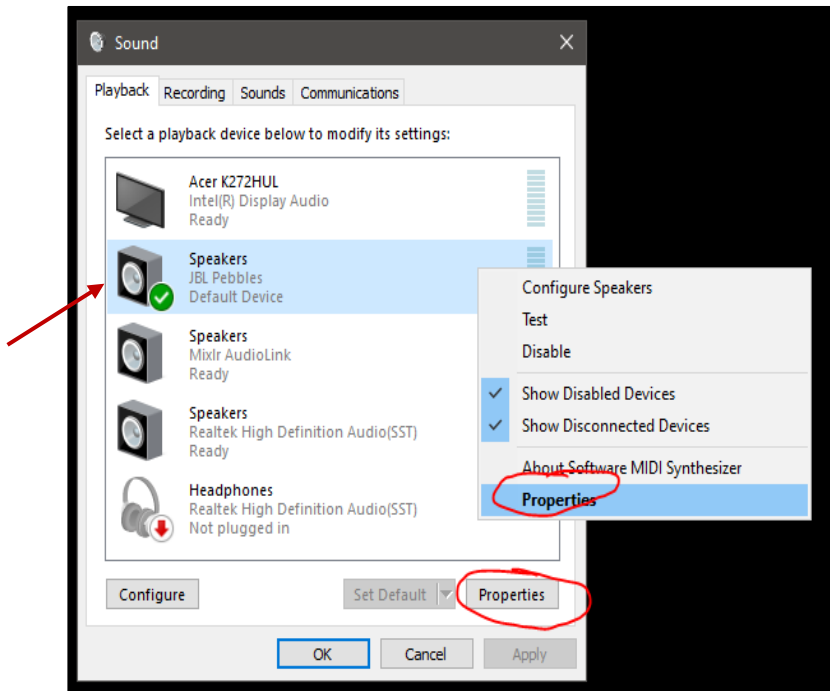 Sound
Playback Recording Sounds Communications
Select a playback device below to modify its settings:
Acer K272HUL
Intel(R) Display Audio
Ready
Speakers
JBL Pebbles
Default Device
Speakers
Mixlr AudioLink
Ready
Speakers
Realtek High Definition Audio(SST)
Ready
Headphones
Realtek High Definition Audio(SST)
Not plugged in
Configure Speakers
Test
Disable
Show Disabled Devices
Show Disconnected Devices
About Software MIDI Synthesizer
Properties
Configure Set Default Properties
OK Cancel Apply